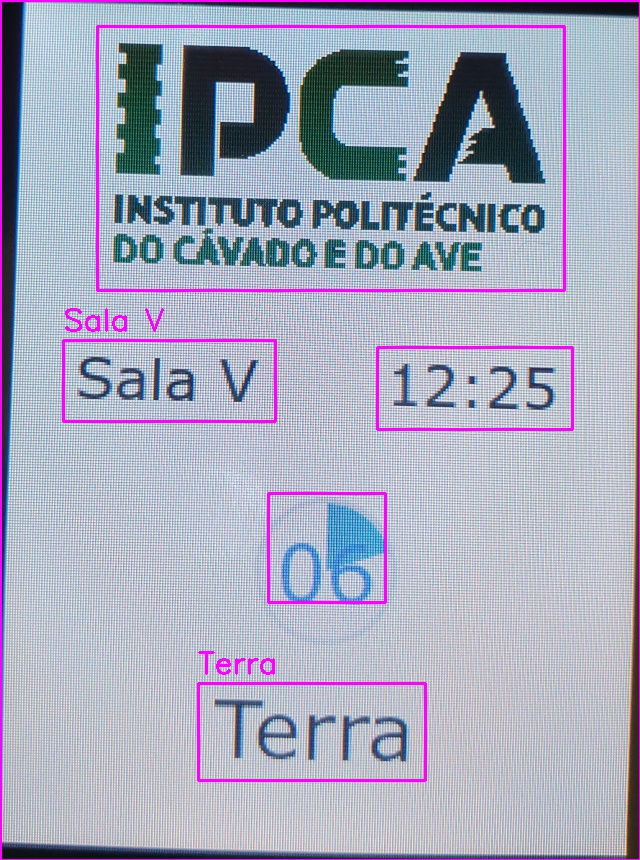 IPCA
INSTITUTO POLITÉCNICO
DO CÁVADO E DO AVE
Sala V
Sala V
12:25
06
Terra
Terra